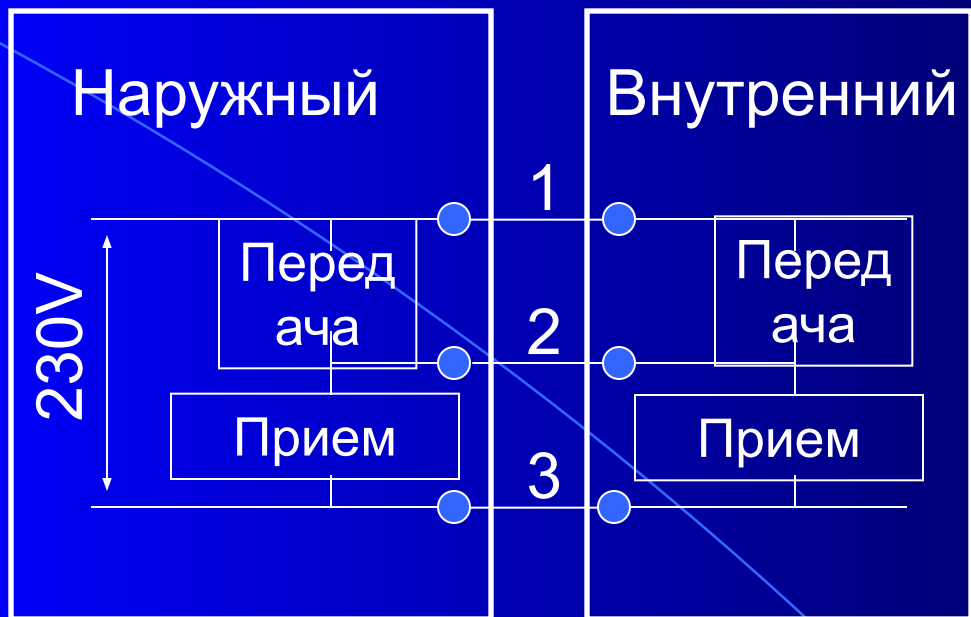 Наружный
Внутренний
1
Перед
ача
Перед
ача
230V
2
Прием
Прием
3